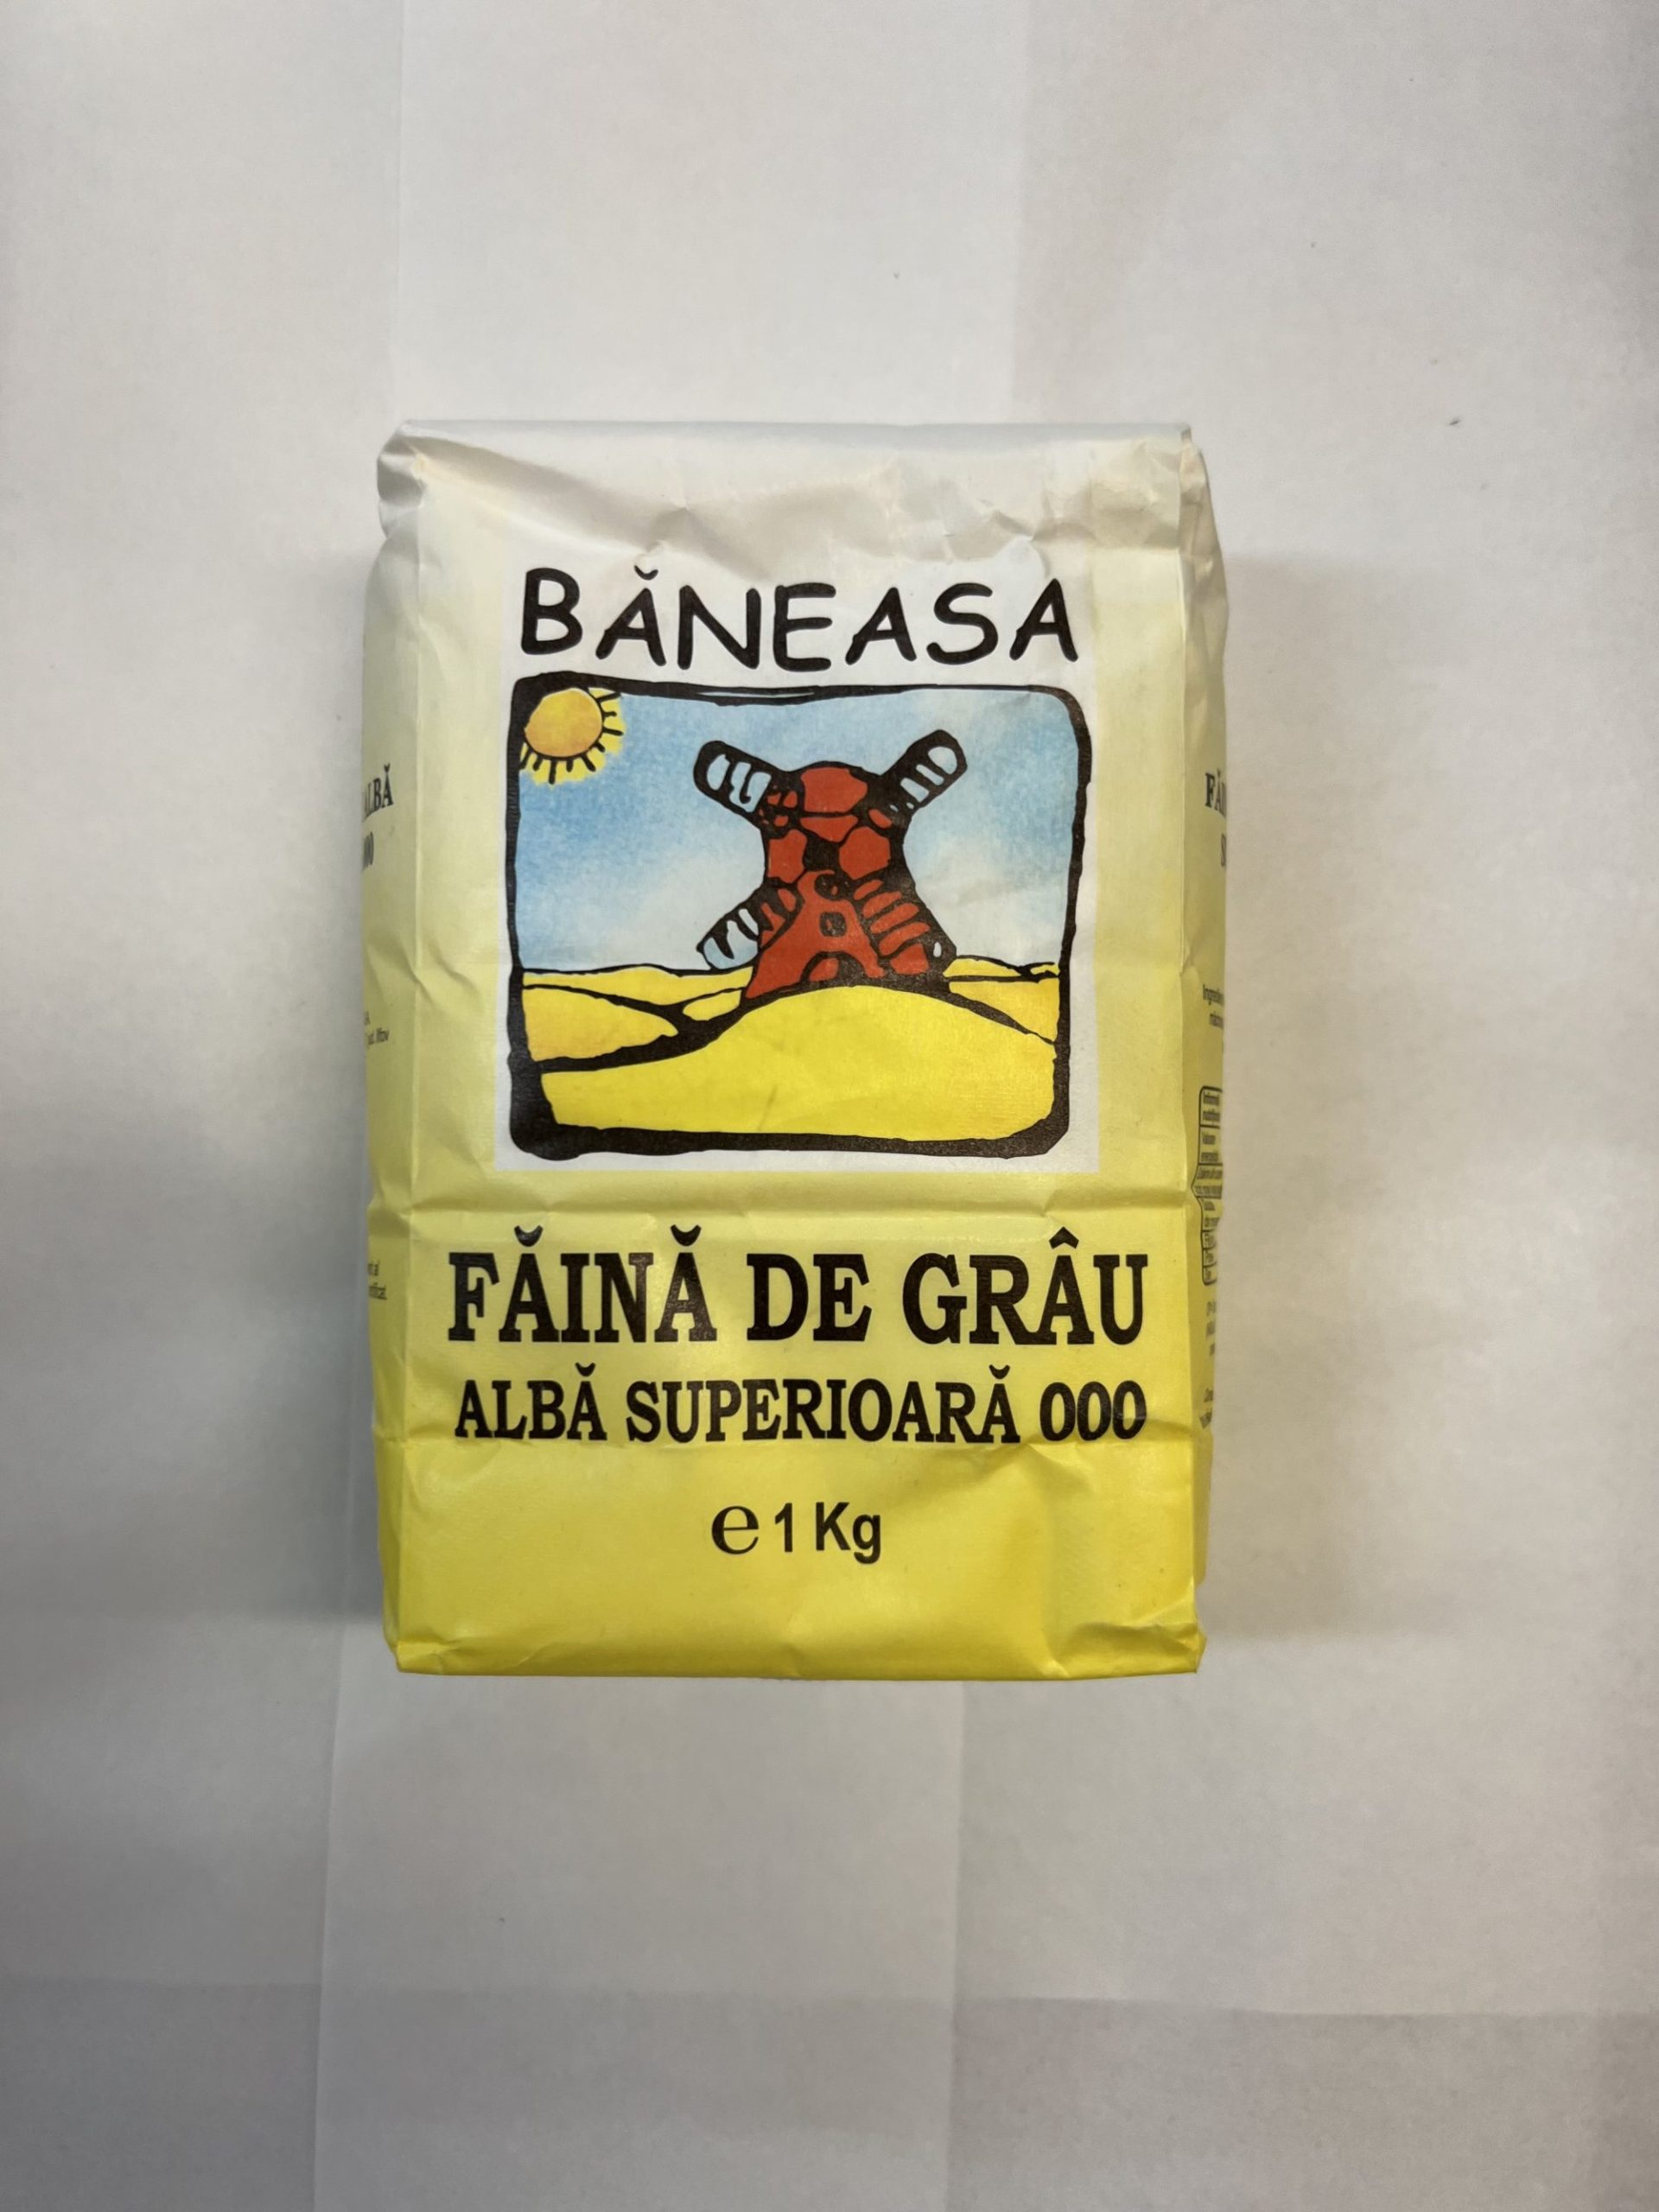 BĂNEASA
FĂINĂ DE GRÂU
ALBĂ SUPERIOARĂ 000
℮ 1 Kg